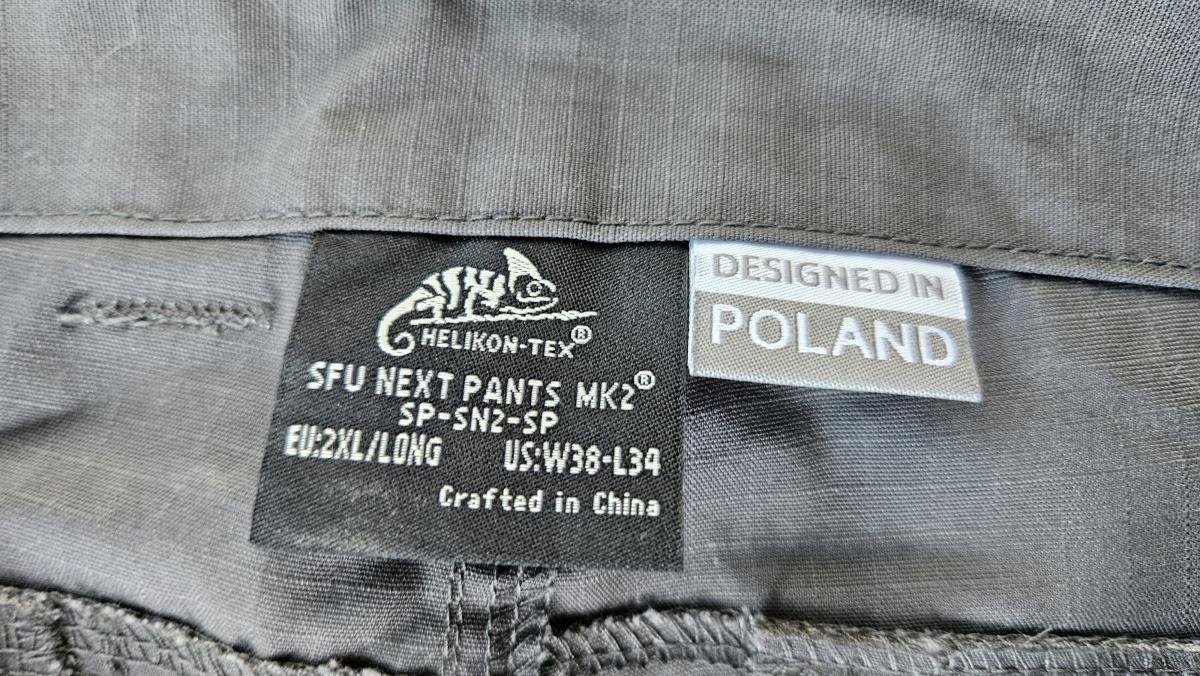 HELIKON-TEX®
SFU NEXT PANTS MK2®
SP-SN2-SP
EU:2XL/LONG US:W38-L34
Crafted in China
DESIGNED IN
POLAND